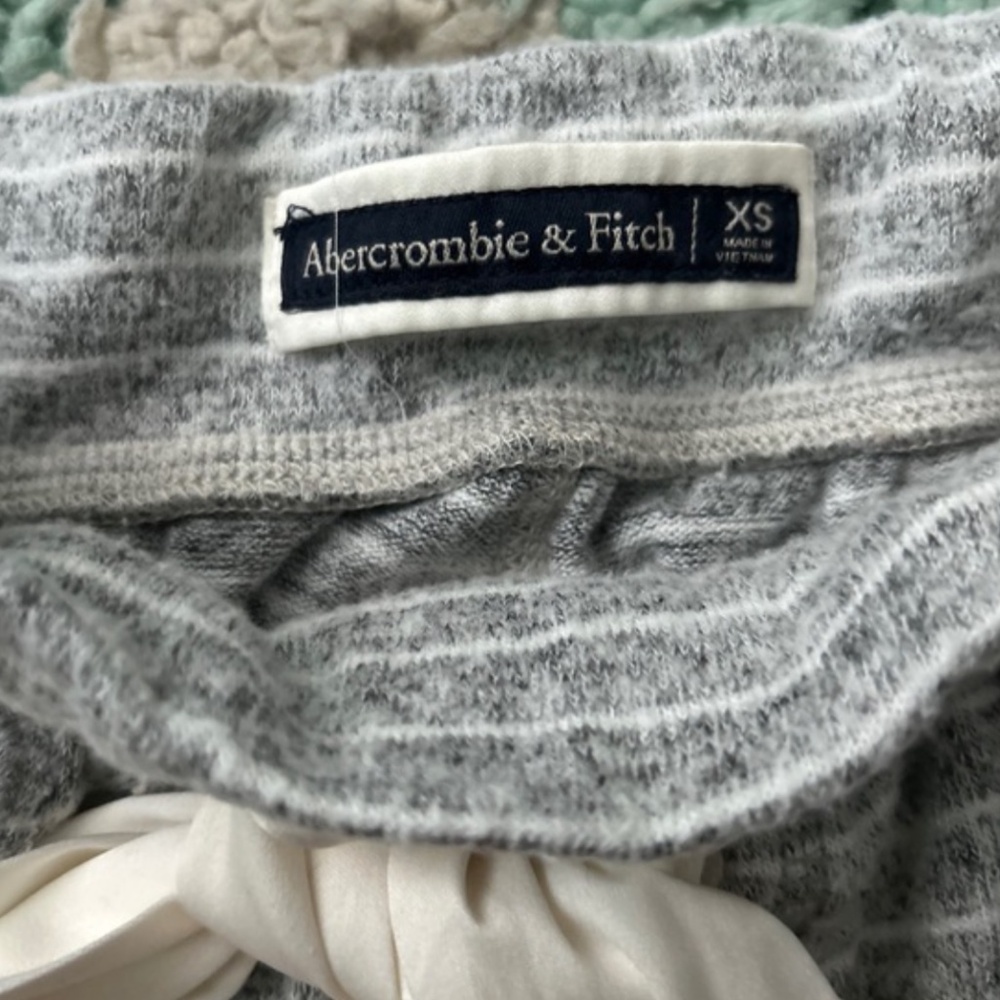 Abercrombie & Fitch | XS
MADE IN
VIETNAM